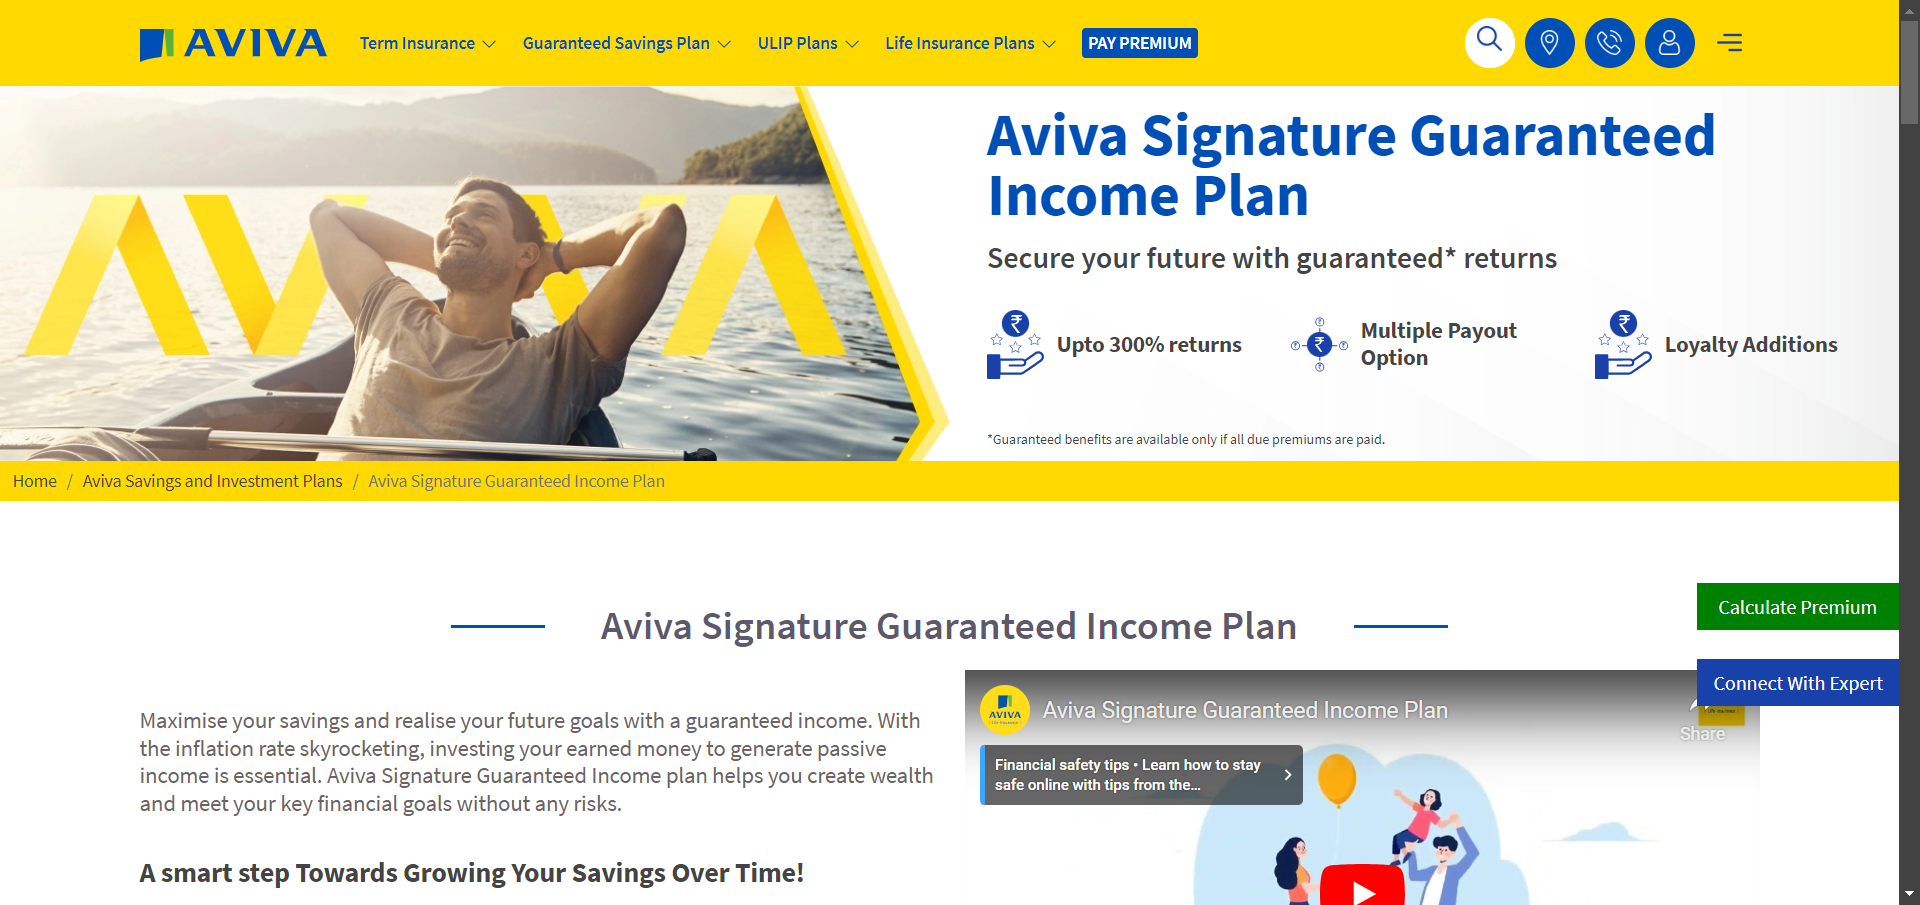 AVIVA
Term Insurance
Guaranteed Savings Plan
ULIP Plans
Life Insurance Plans
PAY PREMIUM
AVIVA
Aviva Signature Guaranteed
Income Plan
Secure your future with guaranteed* returns
Upto 300% returns
Multiple Payout
Option
Loyalty Additions
*Guaranteed benefits are available only if all due premiums are paid.
Home / Aviva Savings and Investment Plans / Aviva Signature Guaranteed Income Plan
Calculate Premium
Aviva Signature Guaranteed Income Plan
Connect With Expert
Maximise your savings and realise your future goals with a guaranteed income. With
the inflation rate skyrocketing, investing your earned money to generate passive
income is essential. Aviva Signature Guaranteed Income plan helps you create wealth
and meet your key financial goals without any risks.
A smart step Towards Growing Your Savings Over Time!
AVIVA
Aviva Signature Guaranteed Income Plan
Share
Financial safety tips • Learn how to stay
safe online with tips from the...